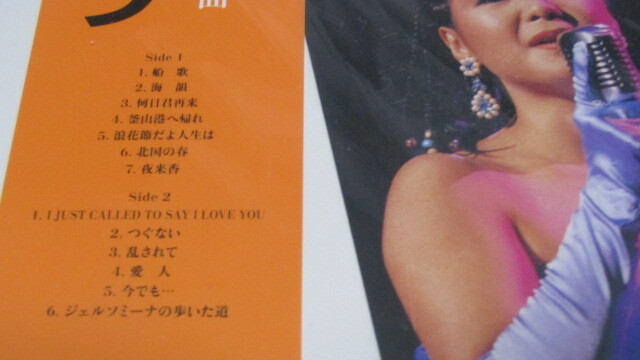 曲
Side 1
1. 船 歌
2. 海 韻
3. 何日君再来
4. 釜山港へ帰れ
5. 浪花節だよ人生は
6. 北国の春
7. 夜来香
Side 2
1. I JUST CALLED TO SAY I LOVE YOU
2. つぐない
3. 乱されて
4. 愛 人
5. 今でも…
6. ジェルソミーナの歩いた道